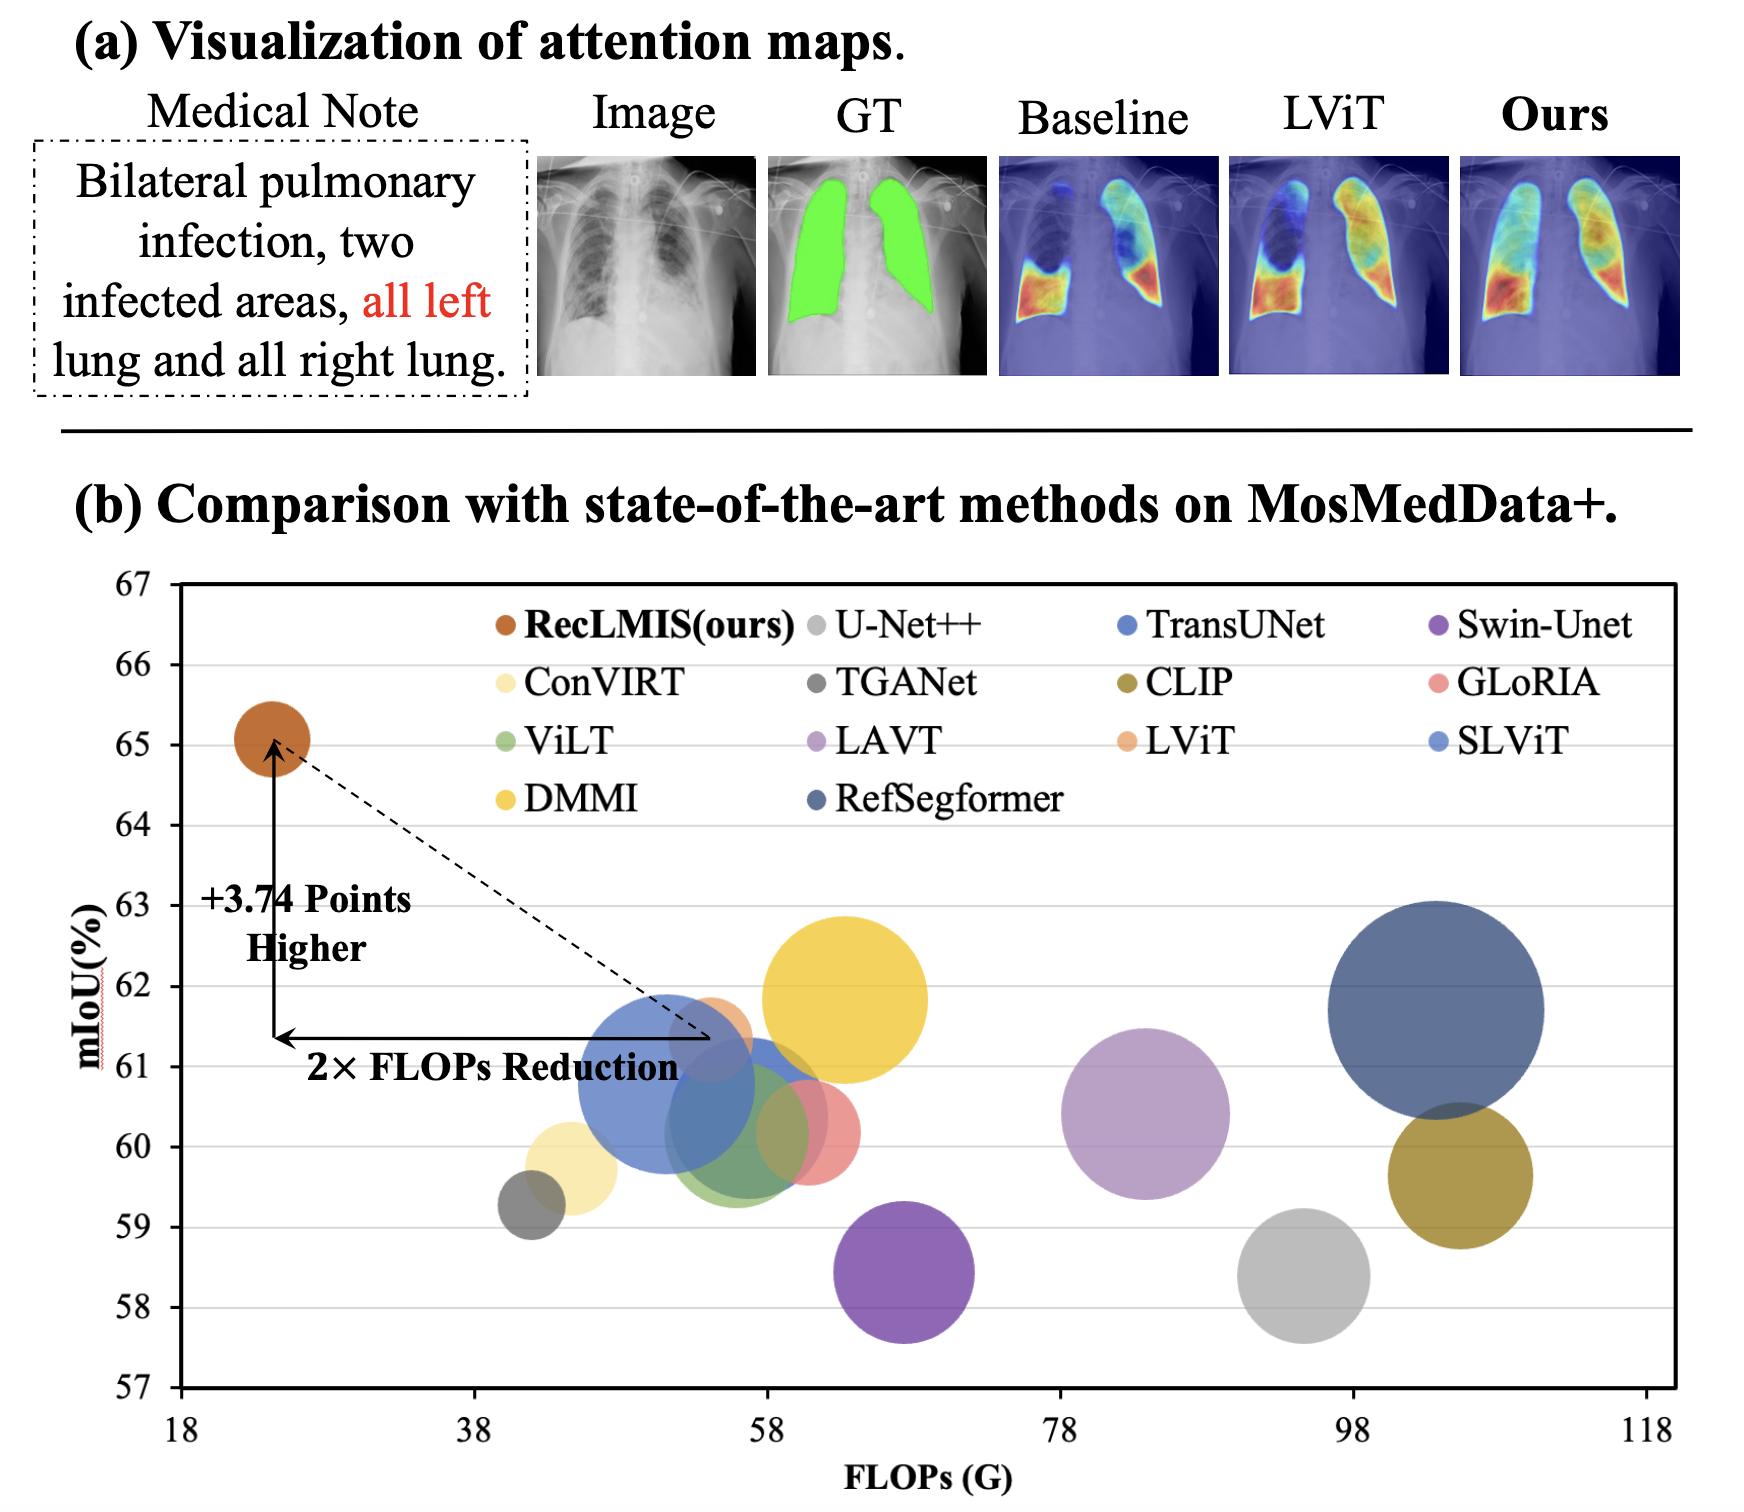 (a) Visualization of attention maps.
Medical Note Image GT Baseline LViT Ours
Bilateral pulmonary
infection, two
infected areas, all left
lung and all right lung.
(b) Comparison with state-of-the-art methods on MosMedData+.
67
66
65
64
63
62
61
60
59
58
57
mIoU(%)
RecLMIS(ours) U-Net++ TransUNet Swin-Unet
ConVIRT TGANet CLIP GLoRIA
ViLT LAVT LViT SLViT
DMMI RefSegformer
+3.74 Points
Higher
2× FLOPs Reduction
18 38 58 78 98 118
FLOPs (G)